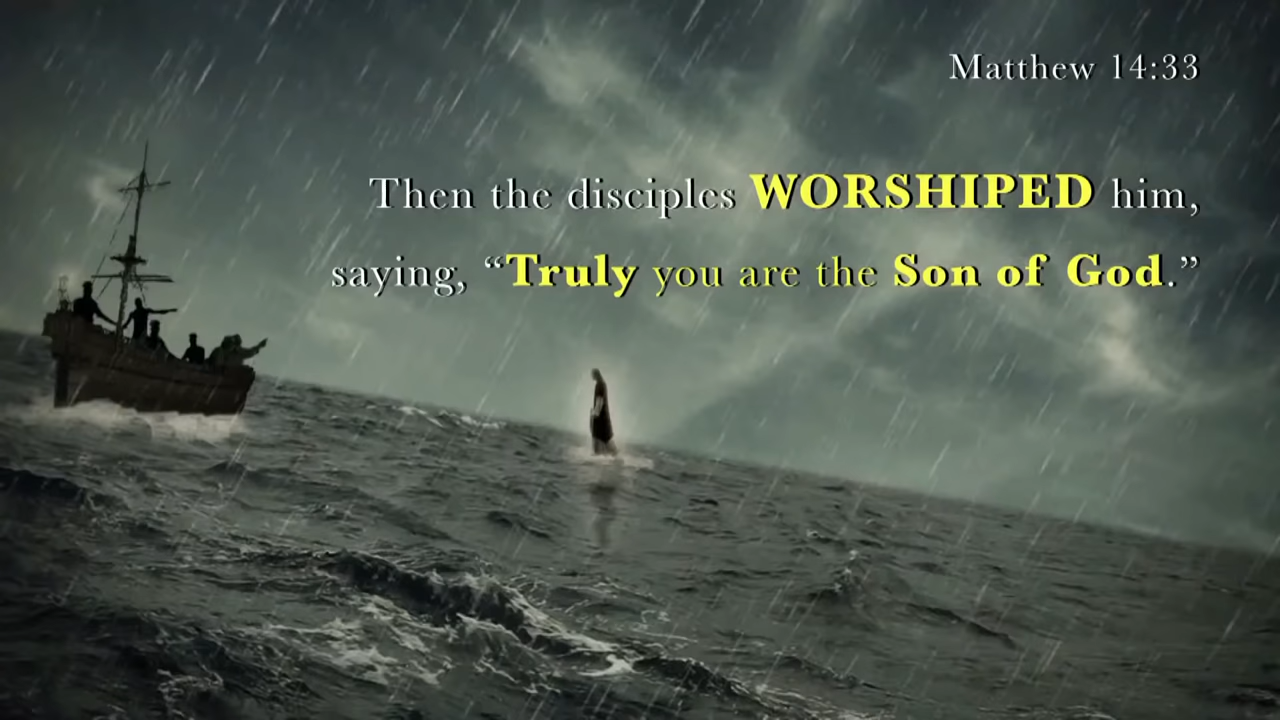 Matthew 14:33
Then the disciples WORSHIPED him,
saying, “Truly you are the Son of God.”